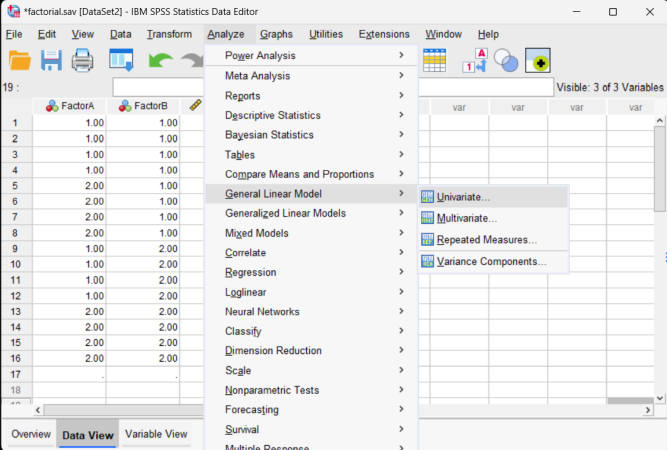 *factorial.sav [DataSet2] - IBM SPSS Statistics Data Editor
File Edit View Data Transform Analyze Graphs Utilities Extensions Window Help
19 :
Visible: 3 of 3 Variables
FactorA FactorB var var var var var
1 1.00 1.00
2 1.00 1.00
3 1.00 1.00
4 1.00 1.00
5 2.00 1.00
6 2.00 1.00
7 2.00 1.00
8 2.00 1.00
9 1.00 2.00
10 1.00 2.00
11 1.00 2.00
12 1.00 2.00
13 2.00 2.00
14 2.00 2.00
15 2.00 2.00
16 2.00 2.00
17 . .
18
Power Analysis
Meta Analysis
Reports
Descriptive Statistics
Bayesian Statistics
Tables
Compare Means and Proportions
General Linear Model
Generalized Linear Models
Mixed Models
Correlate
Regression
Loglinear
Neural Networks
Classify
Dimension Reduction
Scale
Nonparametric Tests
Forecasting
Survival
Multiple Response
Univariate...
Multivariate...
Repeated Measures...
Variance Components...
Overview Data View Variable View